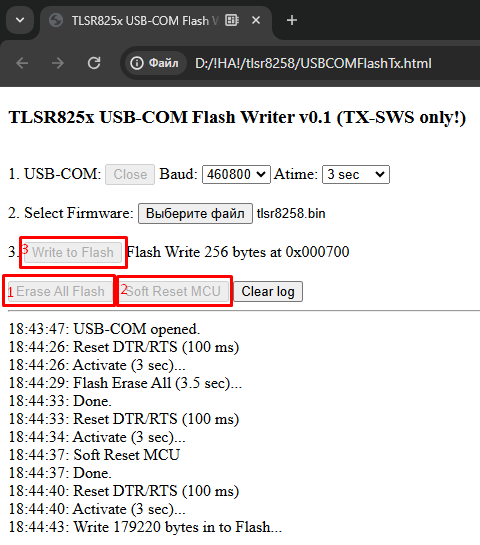 TLSR825x USB-COM Flash W
Файл D:/!HA!/tlsr8258/USBCOMFlashTx.html
TLSR825x USB-COM Flash Writer v0.1 (TX-SWS only!)
1. USB-COM: Close Baud: 460800 Atime: 3 sec
2. Select Firmware: Выберите файл tlsr8258.bin
3. 3 Write to Flash Flash Write 256 bytes at 0x000700
1 Erase All Flash 2 Soft Reset MCU Clear log
18:43:47: USB-COM opened.
18:44:26: Reset DTR/RTS (100 ms)
18:44:26: Activate (3 sec)...
18:44:29: Flash Erase All (3.5 sec)...
18:44:33: Done.
18:44:33: Reset DTR/RTS (100 ms)
18:44:34: Activate (3 sec)...
18:44:37: Soft Reset MCU
18:44:37: Done.
18:44:40: Reset DTR/RTS (100 ms)
18:44:40: Activate (3 sec)...
18:44:43: Write 179220 bytes in to Flash...